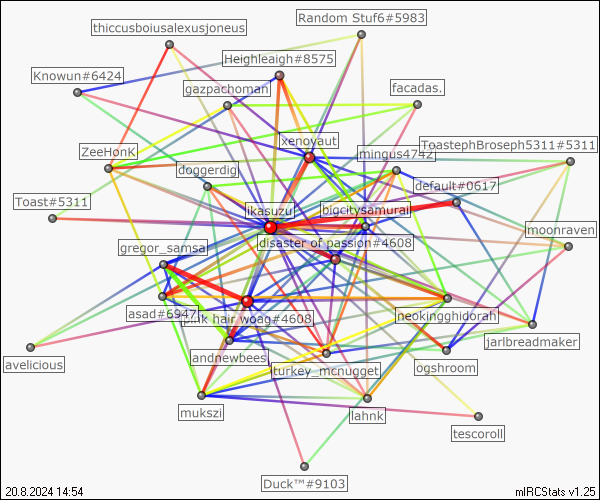 Random Stuf6#5983
thiccusboiusalexusjoneus
Heighleaigh#8575
Knowun#6424
gazpachoman
facadas.
xenoyaut
ToastephBroseph5311#5311
ZeeHonK
mingus4742
doggerdig
default#0617
Toast#5311
ikasuzu
bigcitysamurai
moonraven
gregor_samsa
disaster of passion#4608
asad#6947
pink hair woag#4608
neokingghidorah
jarlbreadmaker
andnewbees
avelicious
turkey_mcnugget
ogshroom
mukszi
lahnk
tescoroll
Duck™#9103
20.8.2024 14:54
mIRCStats v1.25